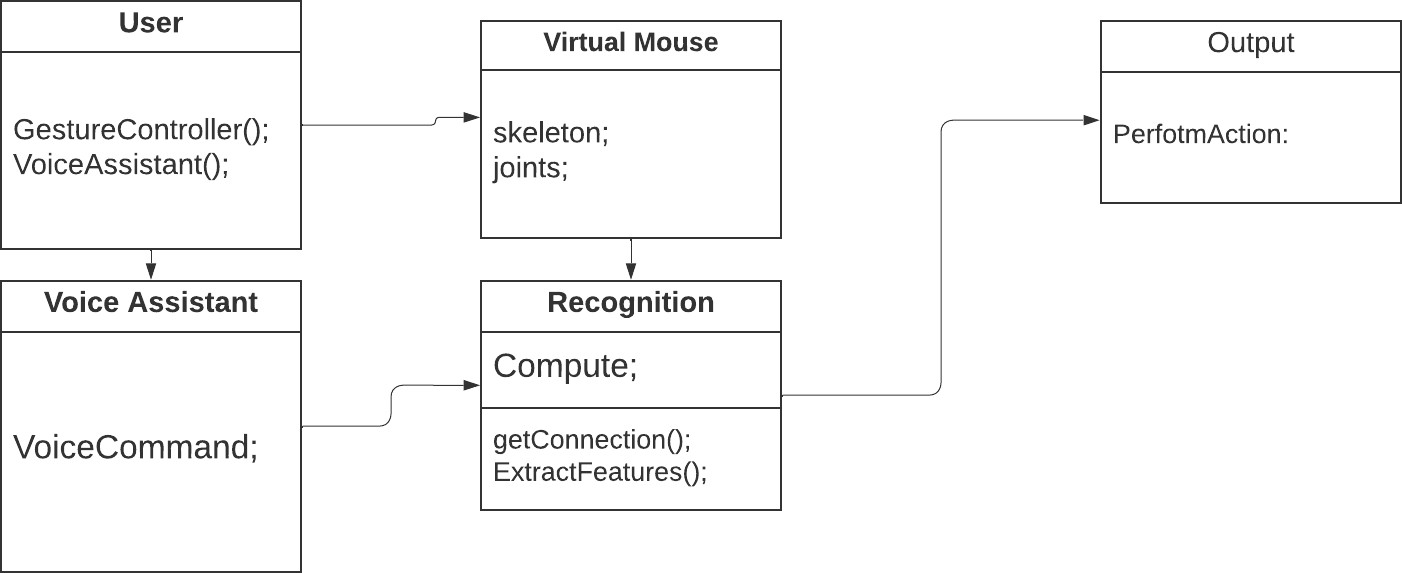 User
GestureController();
VoiceAssistant();
Virtual Mouse
skeleton;
joints;
Output
PerfotmAction:
Voice Assistant
VoiceCommand;
Recognition
Compute;
getConnection();
ExtractFeatures();